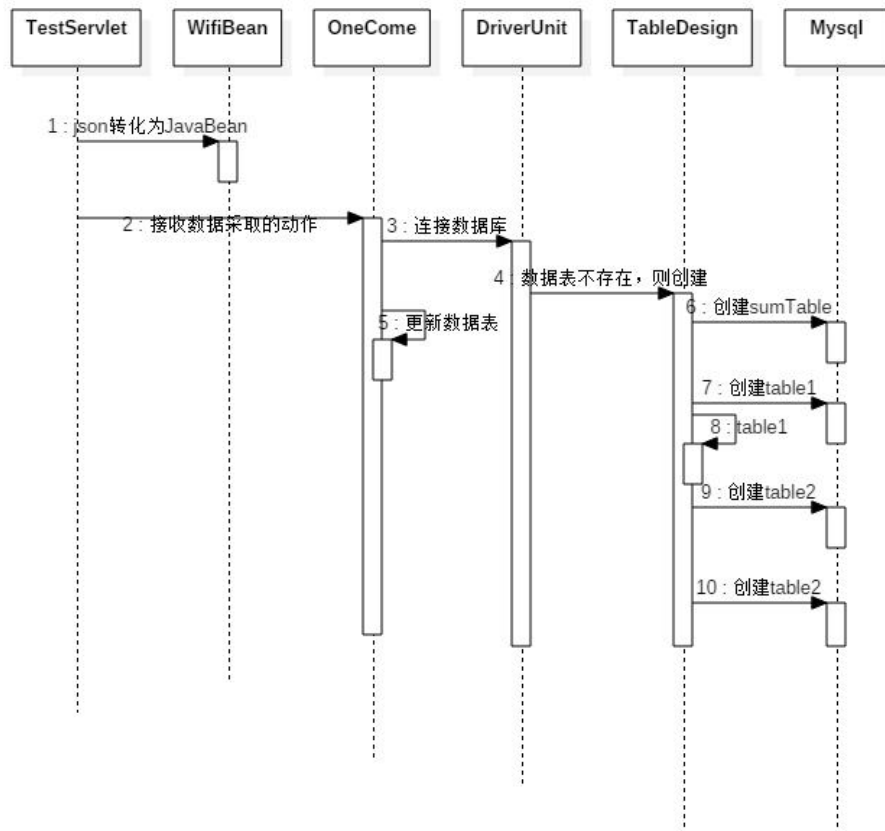 TestServlet
WifiBean
OneCome
DriverUnit
TableDesign
Mysql
1 : json转化为JavaBean
2 : 接收数据采取的动作
3 : 连接数据库
4 : 数据表不存在，则创建
5 : 更新数据表
6 : 创建sumTable
7 : 创建table1
8 : table1
9 : 创建table2
10 : 创建table2